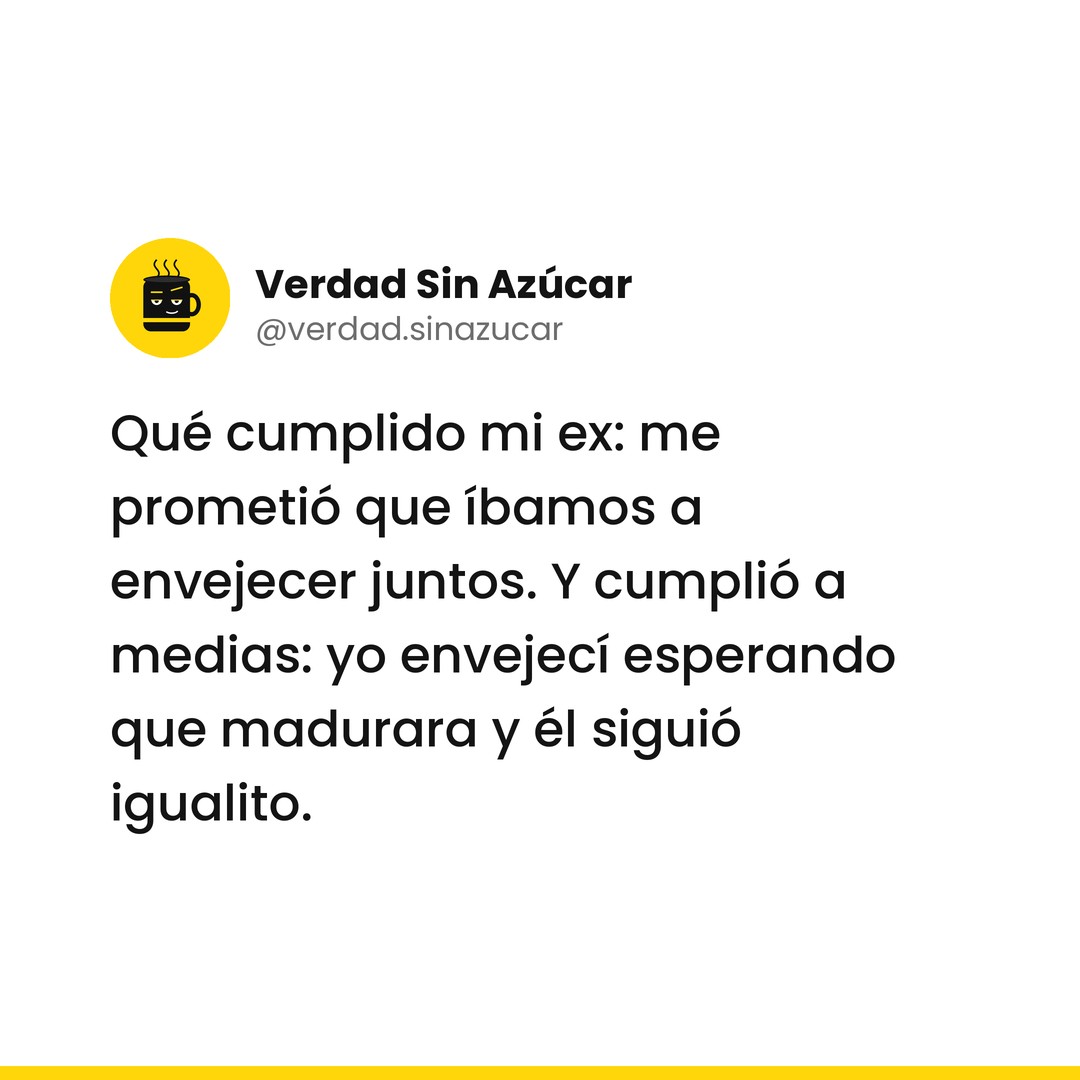 Verdad Sin Azúcar
@verdad.sinazucar
Qué cumplido mi ex: me
prometió que íbamos a
envejecer juntos. Y cumplió a
medias: yo envejecí esperando
que madurara y él siguió
igualito.